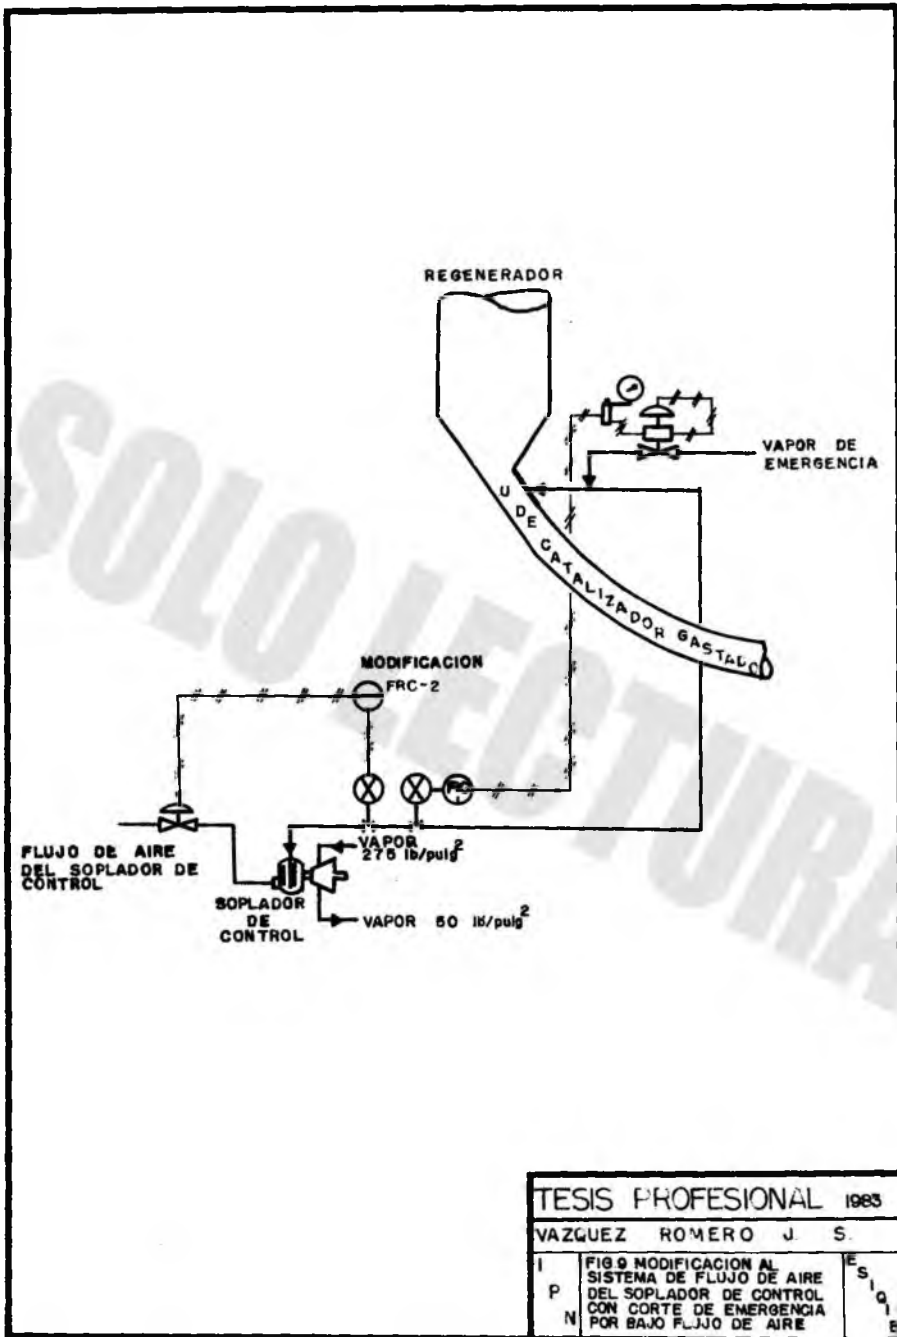 REGENERADOR
VAPOR DE
EMERGENCIA
U DE CATALIZADOR GASTADO
MODIFICACION
FRC-2
FLUJO DE AIRE
DEL SOPLADOR DE
CONTROL
VAPOR
275 lb/pulg²
SOPLADOR
DE
CONTROL
VAPOR 50 lb/pulg²
SOLO LECTURA
TESIS PROFESIONAL 1983
VAZQUEZ ROMERO J. S.
I P N
FIG 9 MODIFICACION AL
SISTEMA DE FLUJO DE AIRE
DEL SOPLADOR DE CONTROL
CON CORTE DE EMERGENCIA
POR BAJO FLUJO DE AIRE
E S I Q I E